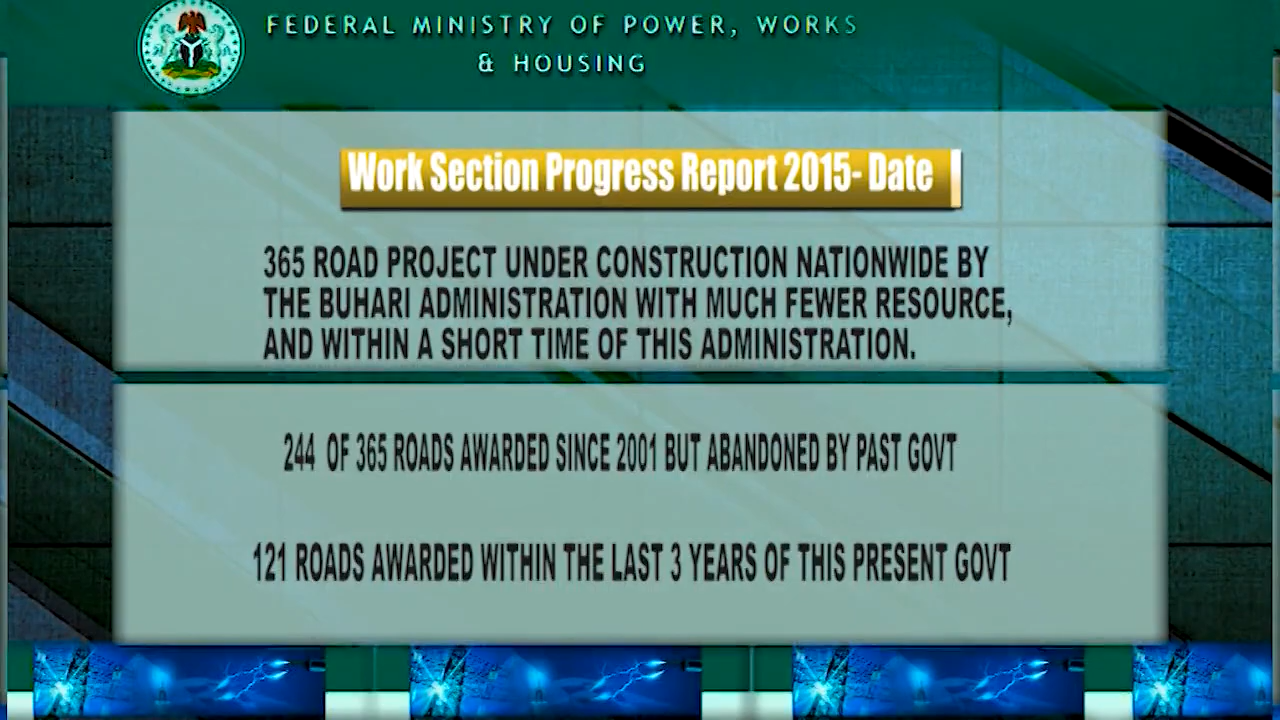 FEDERAL MINISTRY OF POWER, WORKS
& HOUSING
Work Section Progress Report 2015- Date
365 ROAD PROJECT UNDER CONSTRUCTION NATIONWIDE BY
THE BUHARI ADMINISTRATION WITH MUCH FEWER RESOURCE,
AND WITHIN A SHORT TIME OF THIS ADMINISTRATION.
244 OF 365 ROADS AWARDED SINCE 2001 BUT ABANDONED BY PAST GOVT
121 ROADS AWARDED WITHIN THE LAST 3 YEARS OF THIS PRESENT GOVT